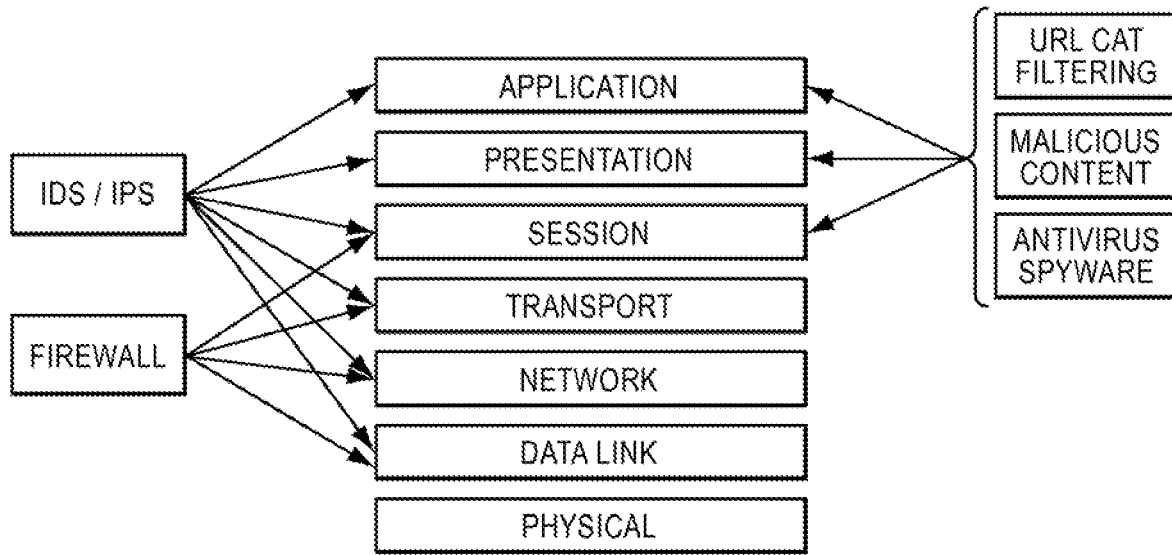 IDS / IPS
FIREWALL
APPLICATION
PRESENTATION
SESSION
TRANSPORT
NETWORK
DATA LINK
PHYSICAL
URL CAT
FILTERING
MALICIOUS
CONTENT
ANTIVIRUS
SPYWARE